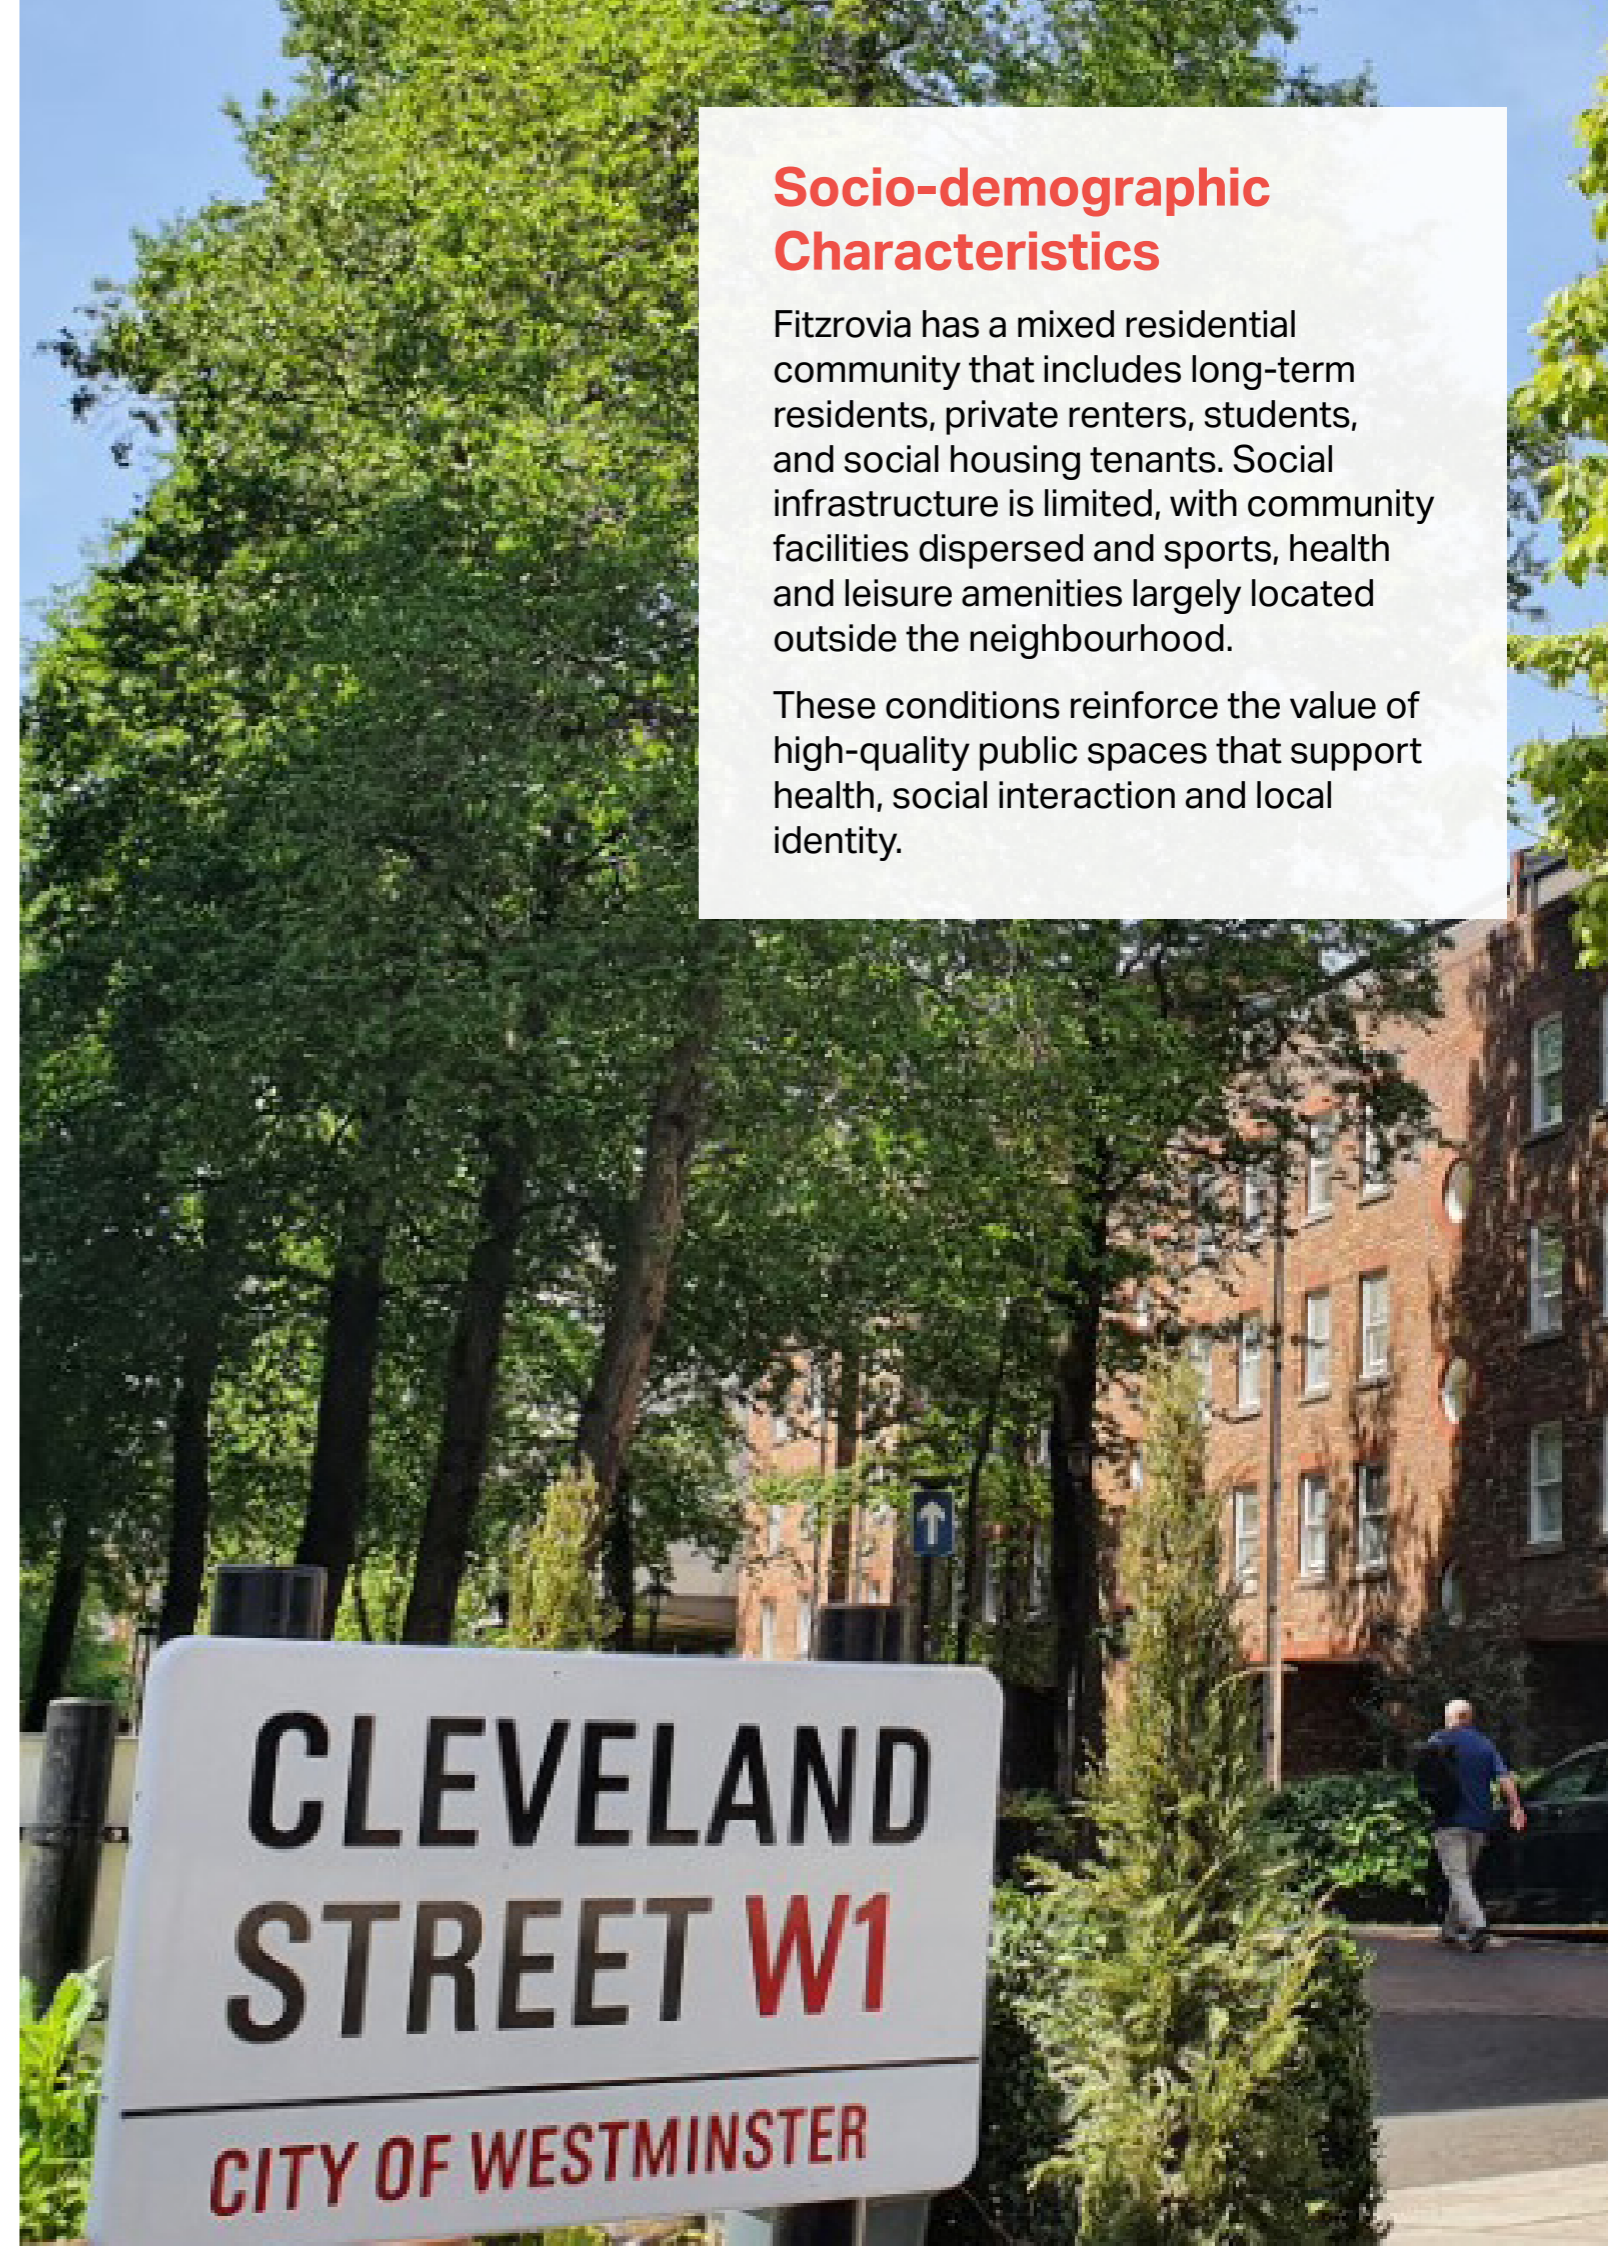 Socio-demographic
Characteristics
Fitzrovia has a mixed residential
community that includes long-term
residents, private renters, students,
and social housing tenants. Social
infrastructure is limited, with community
facilities dispersed and sports, health
and leisure amenities largely located
outside the neighbourhood.
These conditions reinforce the value of
high-quality public spaces that support
health, social interaction and local
identity.
CLEVELAND
STREET W1
CITY OF WESTMINSTER